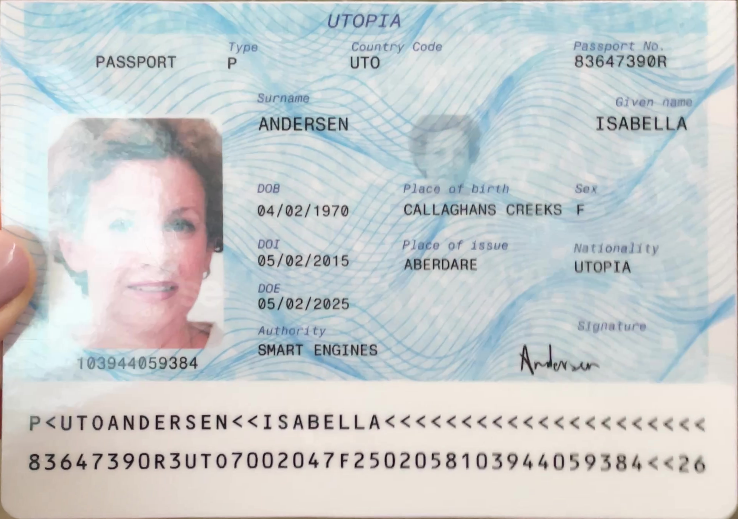 UTOPIA
Type Country Code Passport No.
PASSPORT P UTO 83647390R
Surname Given name
ANDERSEN ISABELLA
DOB Place of birth Sex
04/02/1970 CALLAGHANS CREEKS F
DOI Place of issue Nationality
05/02/2015 ABERDARE UTOPIA
DOE
05/02/2025
Authority Signature
SMART ENGINES Andersen
103944059384
P<UTOANDERSEN<<ISABELLA<<<<<<<<<<<<<<<<<<<<<
83647390R3UTO7002047F2502058103944059384<<26